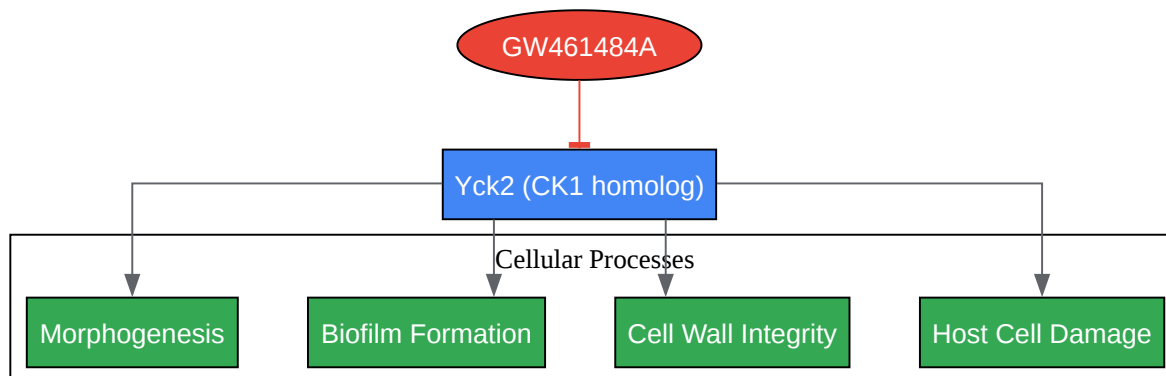 GW461484A
Yck2 (CK1 homolog)
Cellular Processes
Morphogenesis
Biofilm Formation
Cell Wall Integrity
Host Cell Damage